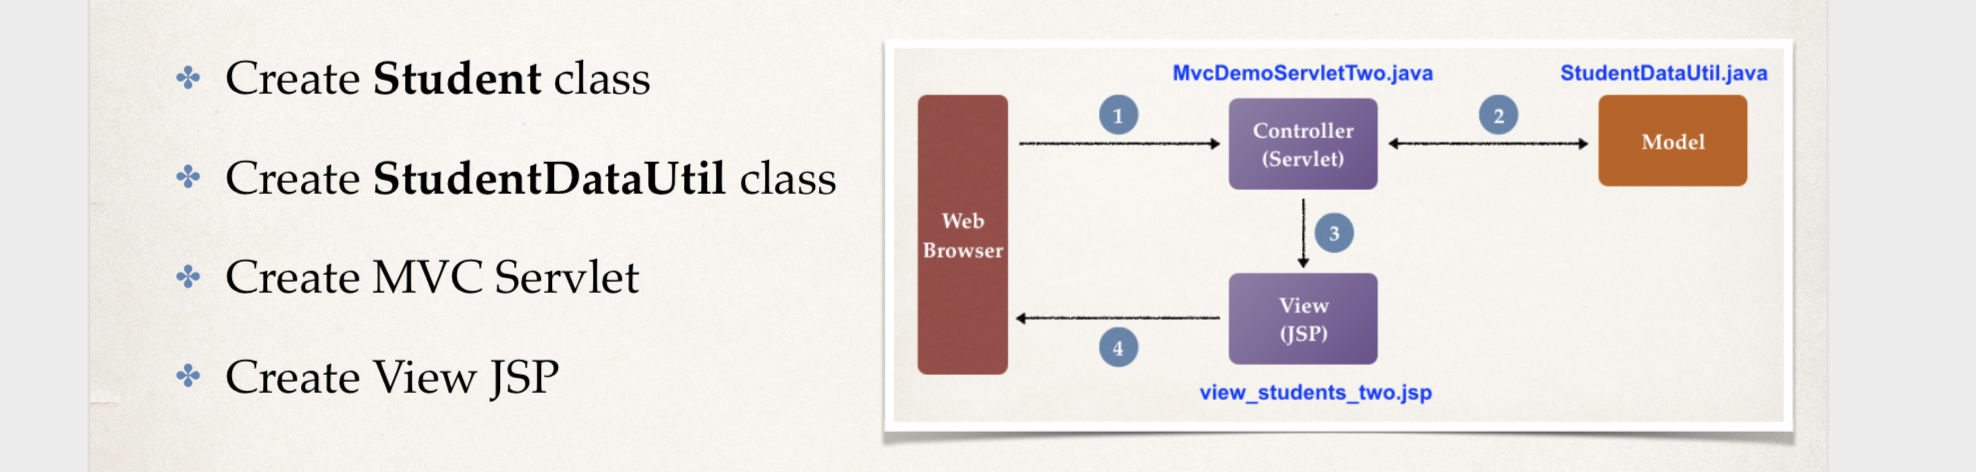 Create Student class
Create StudentDataUtil class
Create MVC Servlet
Create View JSP
MvcDemoServletTwo.java
StudentDataUtil.java
1
2
Controller
(Servlet)
Model
Web
Browser
3
View
(JSP)
4
view_students_two.jsp